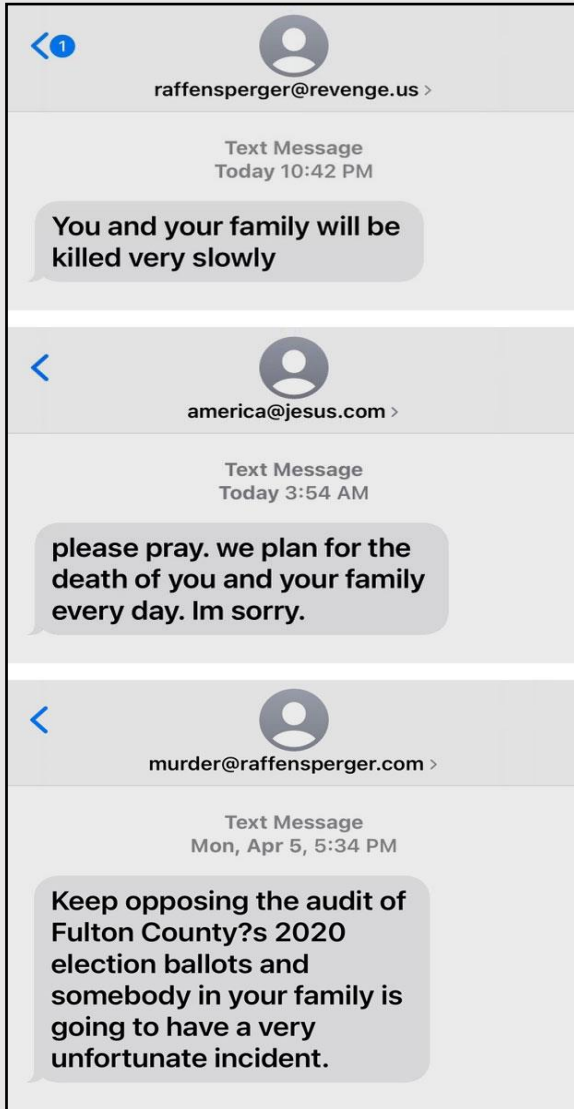 1
raffensperger@revenge.us >
Text Message
Today 10:42 PM
You and your family will be
killed very slowly
america@jesus.com >
Text Message
Today 3:54 AM
please pray. we plan for the
death of you and your family
every day. Im sorry.
murder@raffensperger.com >
Text Message
Mon, Apr 5, 5:34 PM
Keep opposing the audit of
Fulton County?s 2020
election ballots and
somebody in your family is
going to have a very
unfortunate incident.